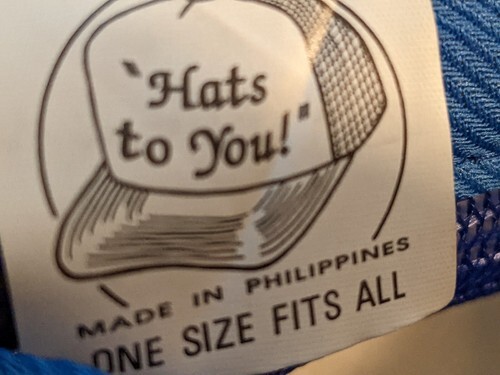 "Hats
to You!"
MADE IN PHILIPPINES
ONE SIZE FITS ALL